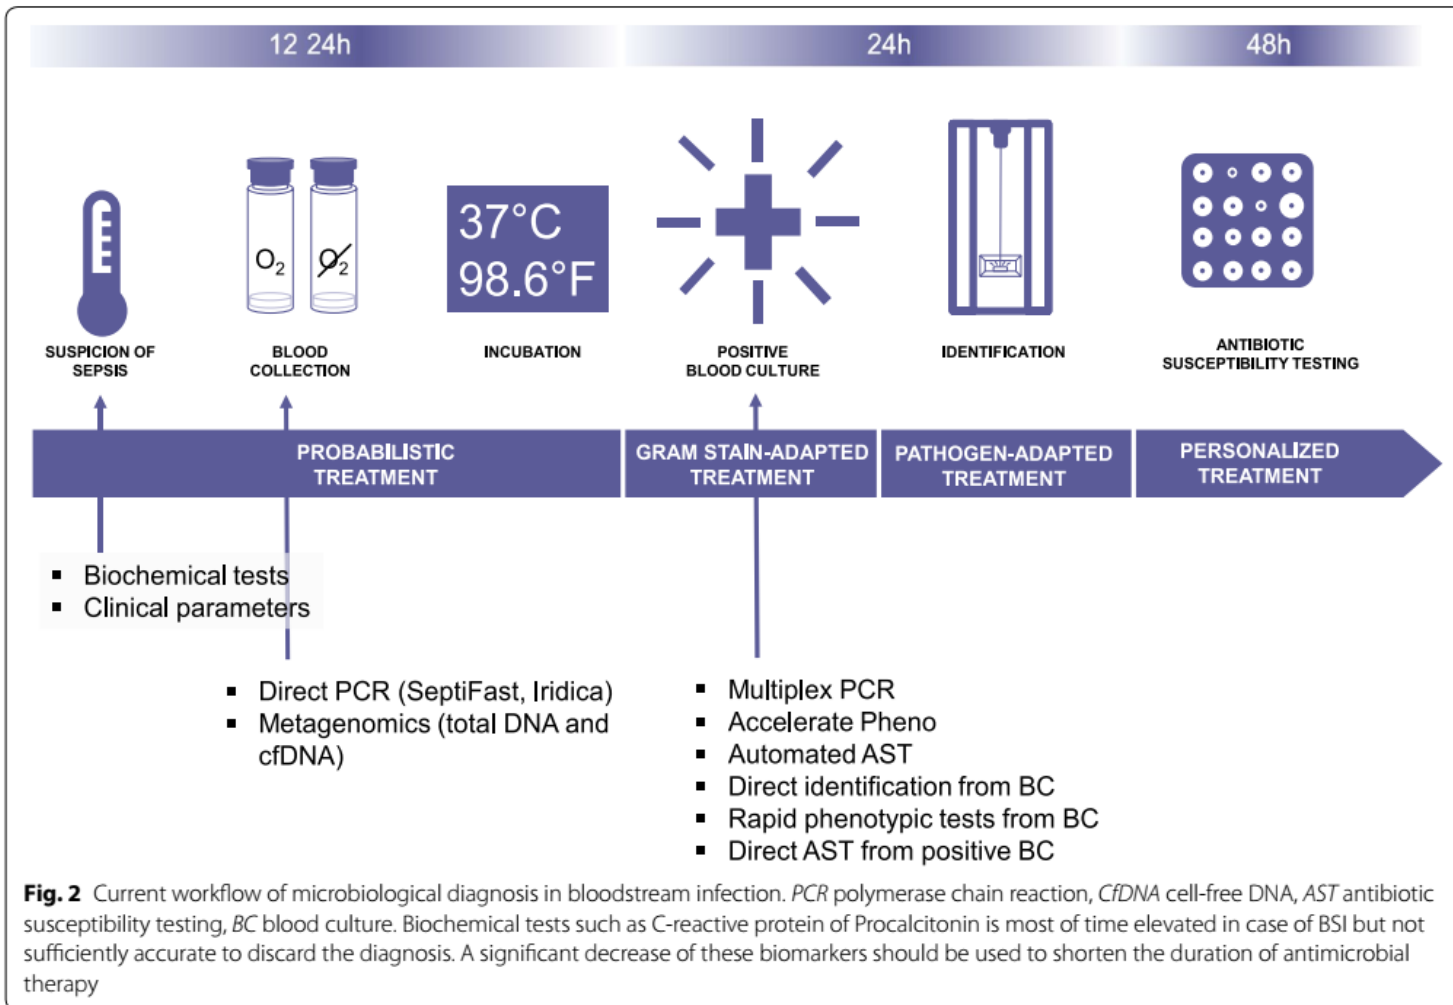 12 24h
24h
48h
O2
O2
37°C
98.6°F
SUSPICION OF
SEPSIS
BLOOD
COLLECTION
INCUBATION
POSITIVE
BLOOD CULTURE
IDENTIFICATION
ANTIBIOTIC
SUSCEPTIBILITY TESTING
PROBABILISTIC
TREATMENT
GRAM STAIN-ADAPTED
TREATMENT
PATHOGEN-ADAPTED
TREATMENT
PERSONALIZED
TREATMENT
▪ Biochemical tests
▪ Clinical parameters
▪ Direct PCR (SeptiFast, Iridica)
▪ Metagenomics (total DNA and
cfDNA)
▪ Multiplex PCR
▪ Accelerate Pheno
▪ Automated AST
▪ Direct identification from BC
▪ Rapid phenotypic tests from BC
▪ Direct AST from positive BC
Fig. 2 Current workflow of microbiological diagnosis in bloodstream infection. PCR polymerase chain reaction, CfDNA cell-free DNA, AST antibiotic
susceptibility testing, BC blood culture. Biochemical tests such as C-reactive protein of Procalcitonin is most of time elevated in case of BSI but not
sufficiently accurate to discard the diagnosis. A significant decrease of these biomarkers should be used to shorten the duration of antimicrobial
therapy